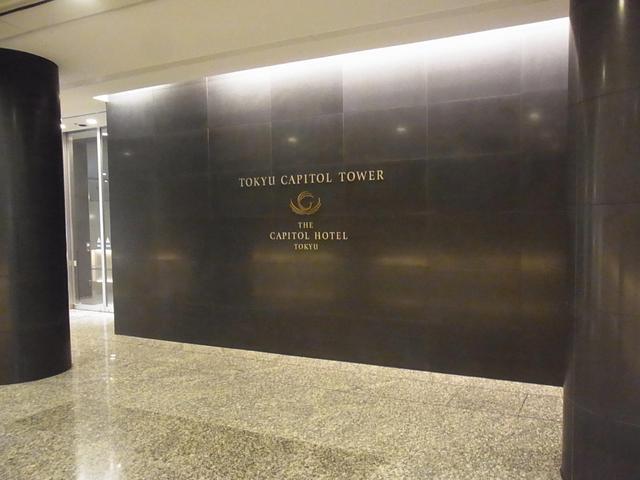 TOKYU CAPITOL TOWER
THE
CAPITOL HOTEL
TOKYU